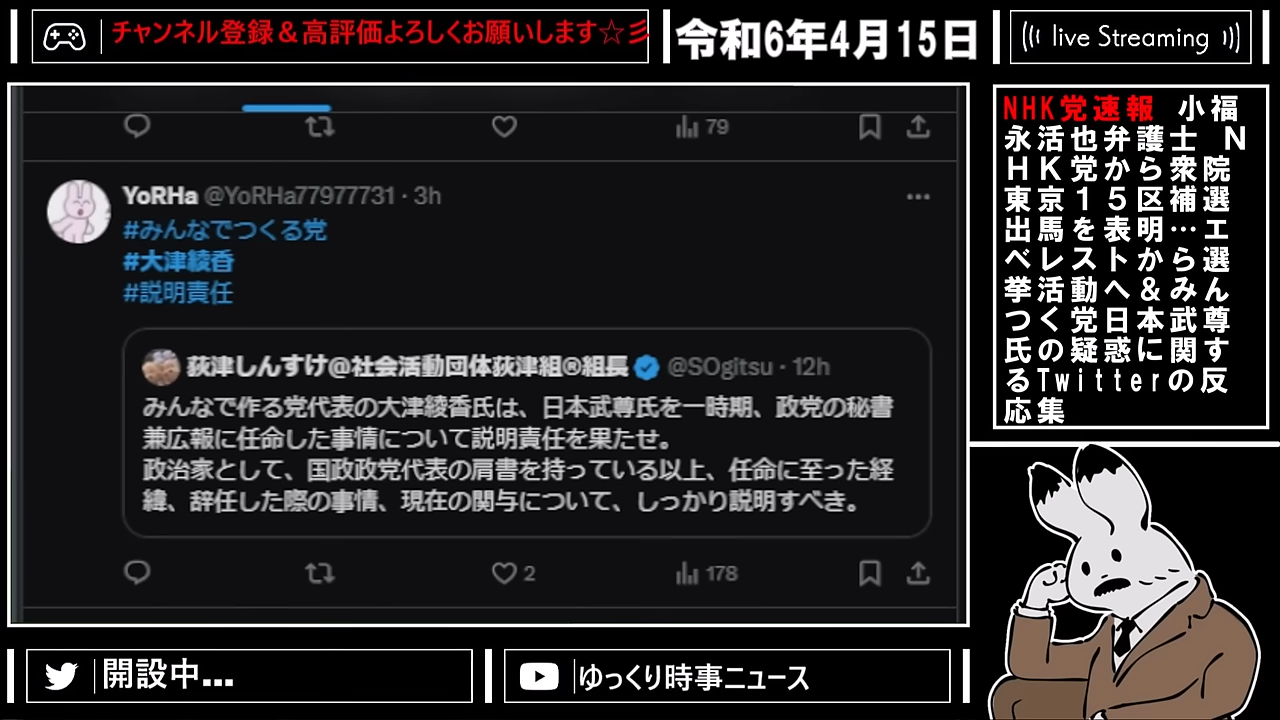 チャンネル登録＆高評価よろしくお願いします☆彡
令和6年4月15日
live Streaming
79
YoRHa @YoRHa77977731 · 3h
#みんなでつくる党
#大津綾香
#説明責任
荻津しんすけ@社会活動団体荻津組®組長 @SOgitsu · 12h
みんなで作る党代表の大津綾香氏は、日本武尊氏を一時期、政党の秘書
兼広報に任命した事情について説明責任を果たせ。
政治家として、国政政党代表の肩書を持っている以上、任命に至った経
緯、辞任した際の事情、現在の関与について、しっかり説明すべき。
2
178
NHK党速報 小福
永活也弁護士 N
HK党から衆院
東京15区補選
出馬を表明…エ
ベレストから選
挙活動へ＆みん
つく党日本武尊
氏の疑惑に関す
るTwitterの反
応集
開設中...
ゆっくり時事ニュース